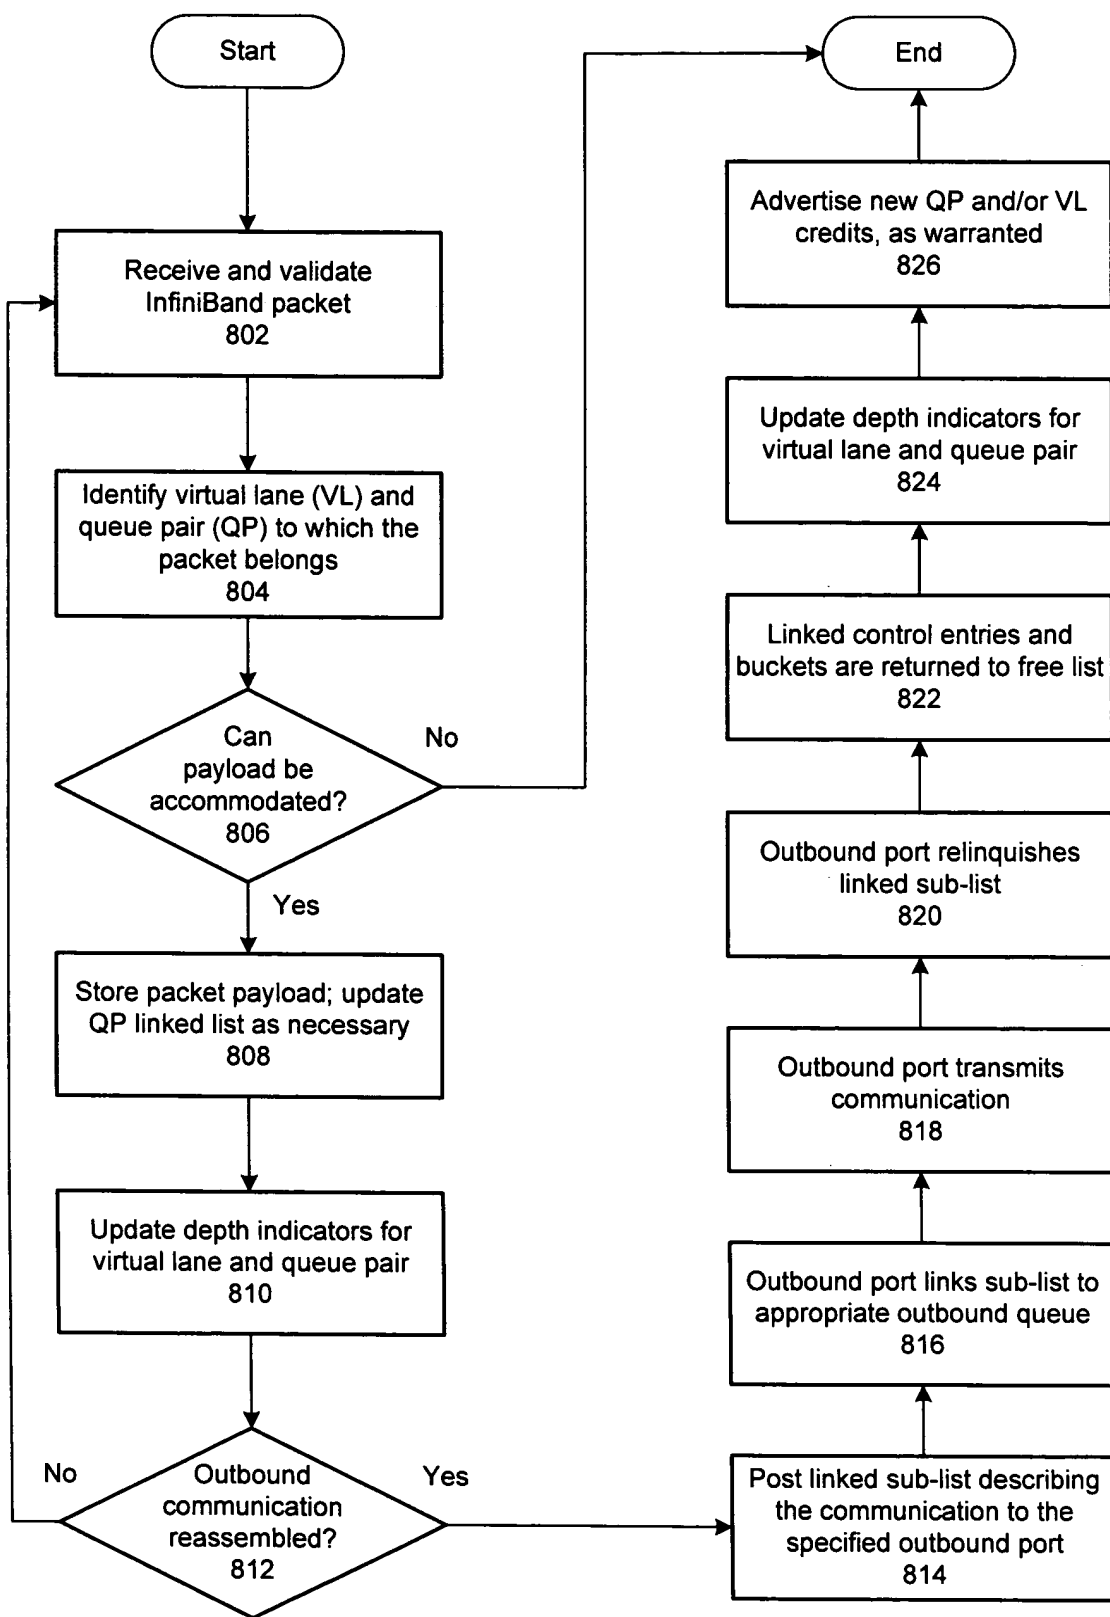 Start
Receive and validate
InfiniBand packet
802
Identify virtual lane (VL) and
queue pair (QP) to which the
packet belongs
804
Can
payload be
accommodated?
806
No
Yes
Store packet payload; update
QP linked list as necessary
808
Update depth indicators for
virtual lane and queue pair
810
Outbound
communication
reassembled?
812
No
Yes
Post linked sub-list describing
the communication to the
specified outbound port
814
Outbound port links sub-list to
appropriate outbound queue
816
Outbound port transmits
communication
818
Outbound port relinquishes
linked sub-list
820
Linked control entries and
buckets are returned to free list
822
Update depth indicators for
virtual lane and queue pair
824
Advertise new QP and/or VL
credits, as warranted
826
End